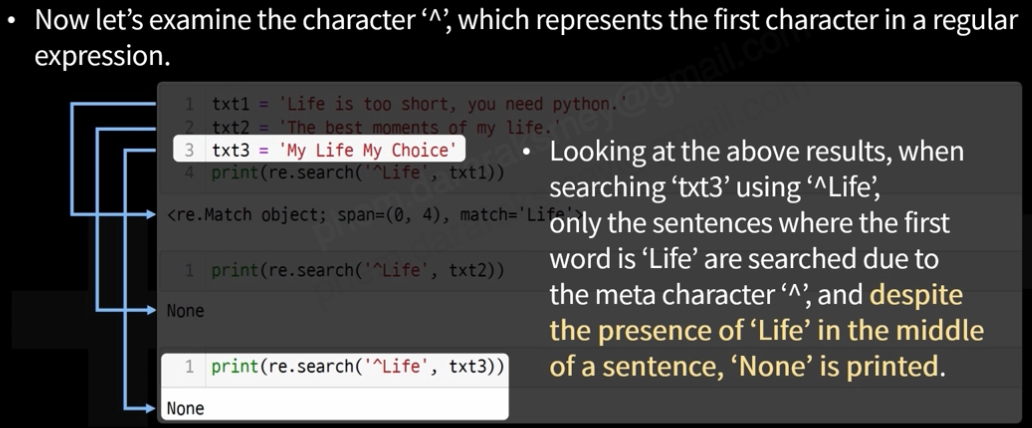 • Now let's examine the character ‘^’, which represents the first character in a regular
expression.
1 txt1 = 'Life is too short, you need python.'
2 txt2 = 'The best moments of my life.'
3 txt3 = 'My Life My Choice'
4 print(re.search('^Life', txt1))
<re.Match object; span=(0, 4), match='Life'>
1 print(re.search('^Life', txt2))
None
1 print(re.search('^Life', txt3))
None
• Looking at the above results, when
searching ‘txt3’ using ‘^Life’,
only the sentences where the first
word is ‘Life’ are searched due to
the meta character ‘^’, and despite
the presence of ‘Life’ in the middle
of a sentence, ‘None’ is printed.